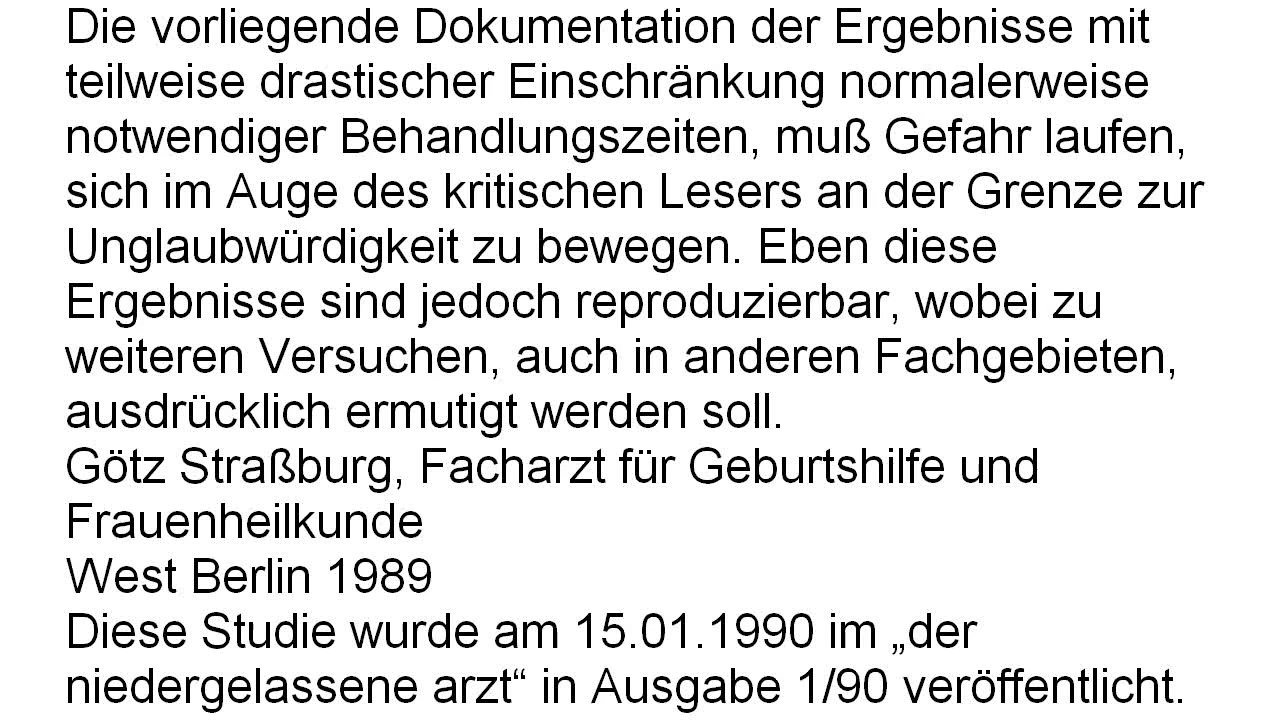 Die vorliegende Dokumentation der Ergebnisse mit
teilweise drastischer Einschränkung normalerweise
notwendiger Behandlungszeiten, muß Gefahr laufen,
sich im Auge des kritischen Lesers an der Grenze zur
Unglaubwürdigkeit zu bewegen. Eben diese
Ergebnisse sind jedoch reproduzierbar, wobei zu
weiteren Versuchen, auch in anderen Fachgebieten,
ausdrücklich ermutigt werden soll.
Götz Straßburg, Facharzt für Geburtshilfe und
Frauenheilkunde
West Berlin 1989
Diese Studie wurde am 15.01.1990 im „der
niedergelassene arzt“ in Ausgabe 1/90 veröffentlicht.